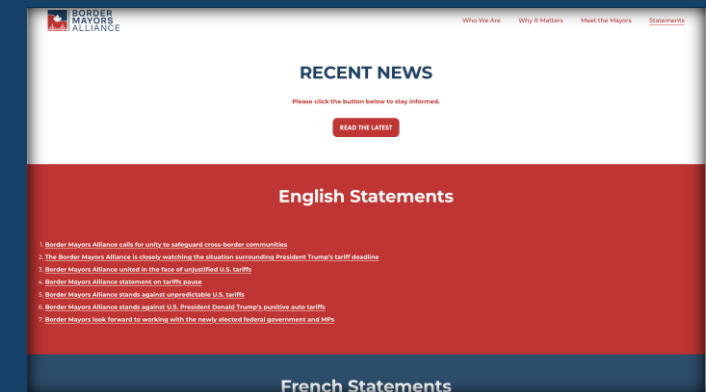 BORDER
MAYORS
ALLIANCE
Who We Are Why It Matters Meet the Mayors Statements
RECENT NEWS
Please click the button below to stay informed.
READ THE LATEST
English Statements
1. Border Mayors Alliance calls for unity to safeguard cross-border communities
2. The Border Mayors Alliance is closely watching the situation surrounding President Trump's tariff deadline
3. Border Mayors Alliance united in the face of unjustified U.S. tariffs
4. Border Mayors Alliance statement on tariffs pause
5. Border Mayors Alliance stands against unpredictable U.S. tariffs
6. Border Mayors Alliance stands against U.S. President Donald Trump's punitive auto tariffs
7. Border Mayors look forward to working with the newly elected federal government and MPs
French Statements